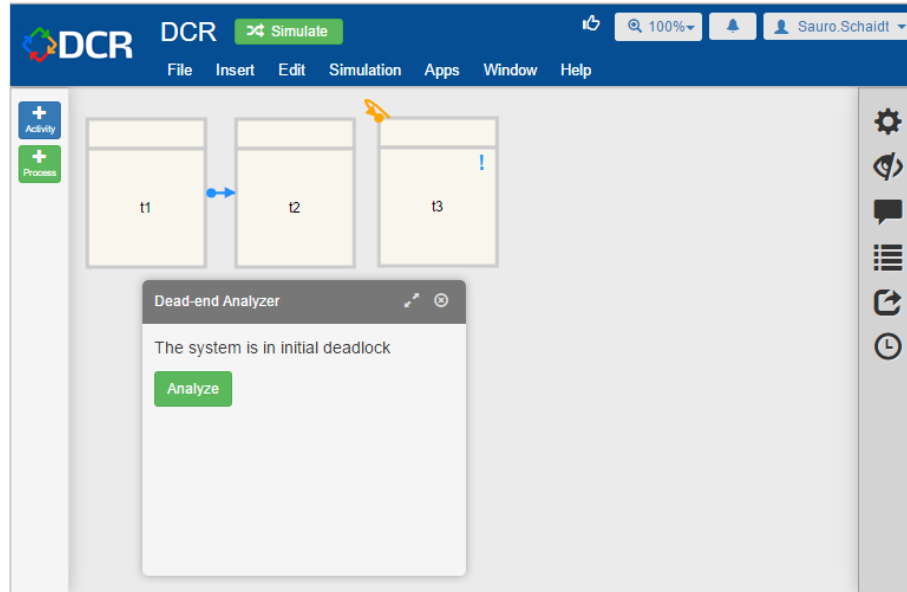 DCR
DCR Simulate 100% Sauro.Schaidt
File Insert Edit Simulation Apps Window Help
Activity
Process
!
t1 t2 t3
Dead-end Analyzer
The system is in initial deadlock
Analyze